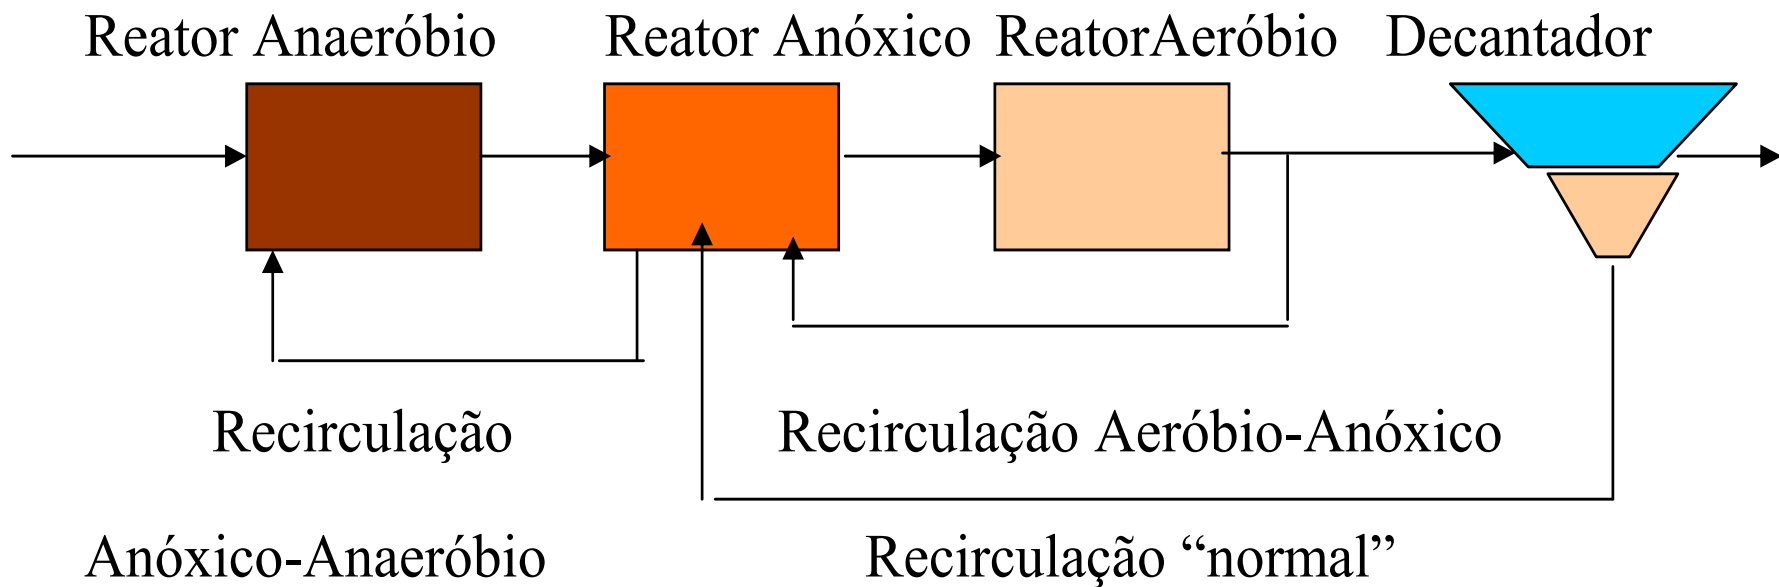 Reator Anaeróbio
Reator Anóxico
ReatorAeróbio
Decantador
Recirculação
Recirculação Aeróbio-Anóxico
Anóxico-Anaeróbio
Recirculação “normal”